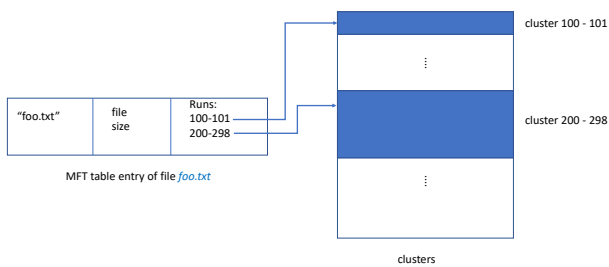 cluster 100 - 101
"foo.txt"
file
size
Runs:
100-101
200-298
cluster 200 - 298
MFT table entry of file foo.txt
clusters